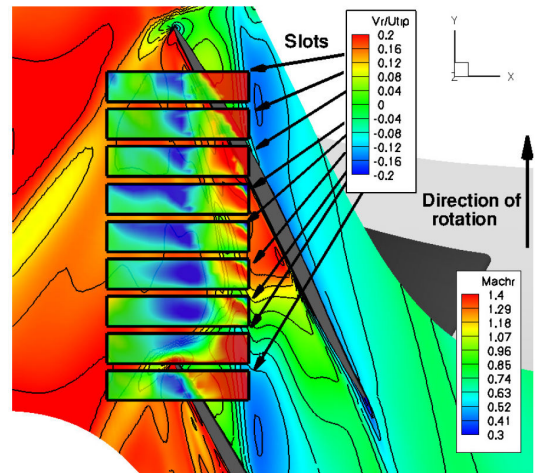 Vr/Utip
0.2
0.16
0.12
0.08
0.04
0
-0.04
-0.08
-0.12
-0.16
-0.2
Slots
Y
Z
X
Direction of
rotation
Machr
1.4
1.29
1.18
1.07
0.96
0.85
0.74
0.63
0.52
0.41
0.3